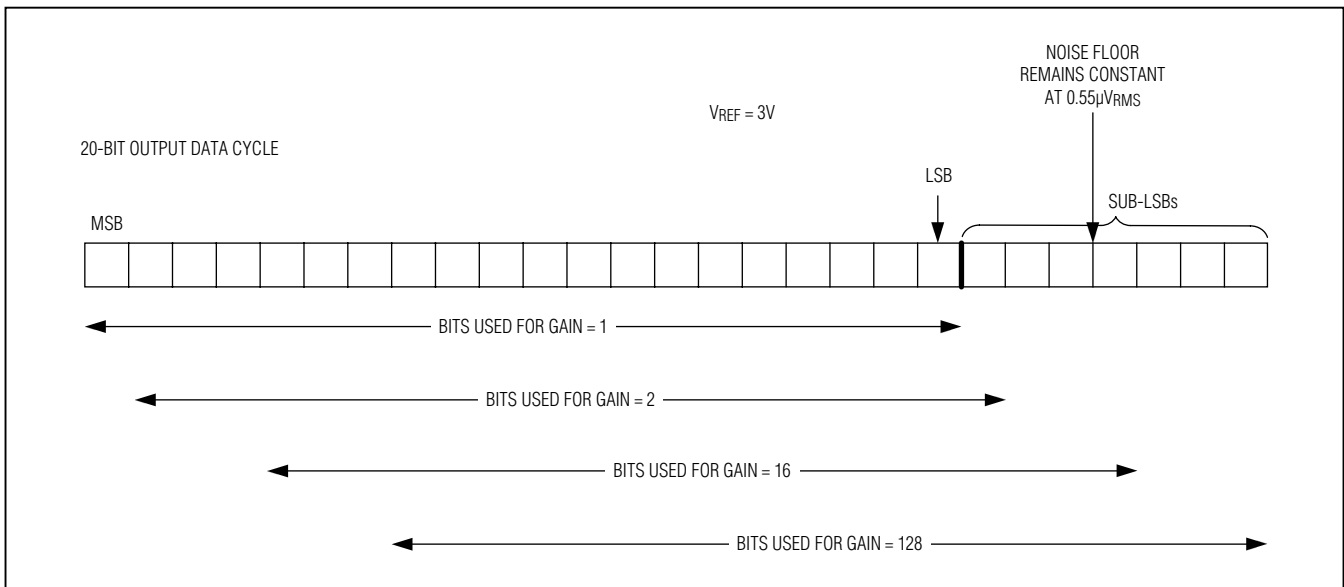 NOISE FLOOR
REMAINS CONSTANT
AT 0.55µVRMS
VREF = 3V
20-BIT OUTPUT DATA CYCLE
LSB
SUB-LSBs
MSB
BITS USED FOR GAIN = 1
BITS USED FOR GAIN = 2
BITS USED FOR GAIN = 16
BITS USED FOR GAIN = 128